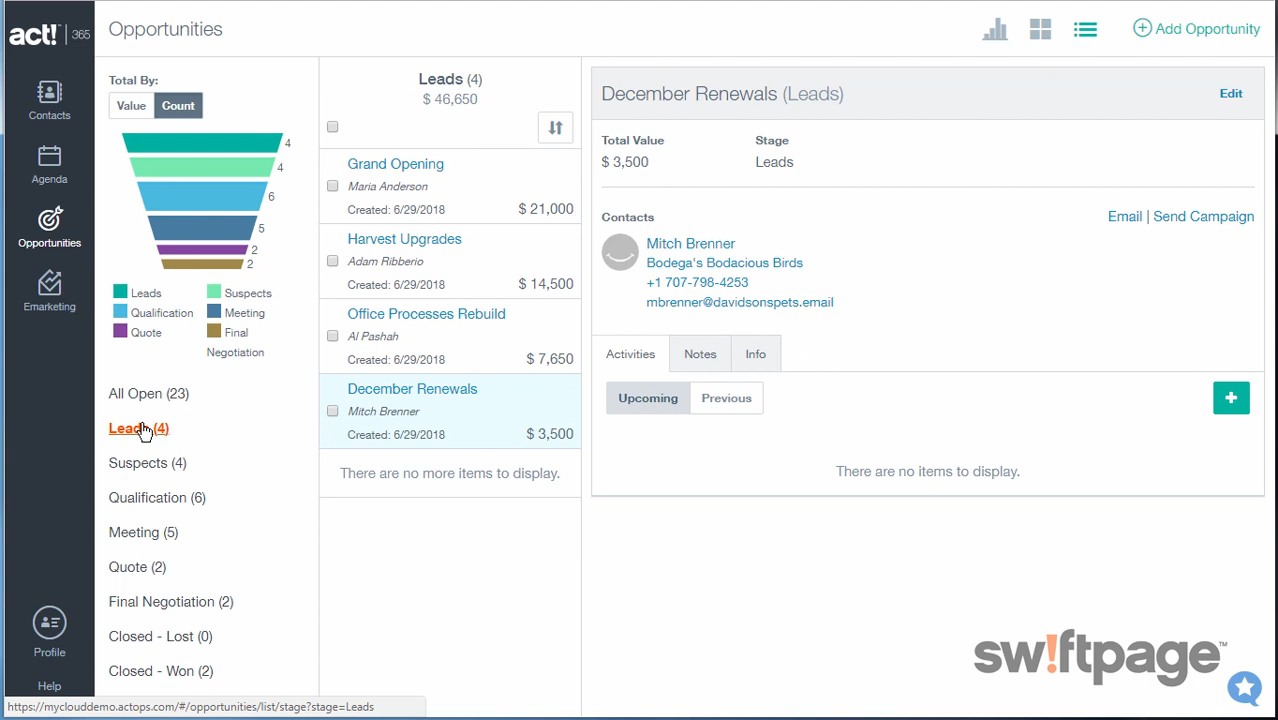 act! | 365
Contacts
Agenda
Opportunities
Emarketing
Profile
Help
Opportunities
Add Opportunity
Total By:
Value
Count
4
4
6
5
2
2
Leads
Suspects
Qualification
Meeting
Quote
Final
Negotiation
All Open (23)
Leads (4)
Suspects (4)
Qualification (6)
Meeting (5)
Quote (2)
Final Negotiation (2)
Closed - Lost (0)
Closed - Won (2)
Leads (4)
$ 46,650
Grand Opening
Maria Anderson
Created: 6/29/2018 $ 21,000
Harvest Upgrades
Adam Ribberio
Created: 6/29/2018 $ 14,500
Office Processes Rebuild
Al Pashah
Created: 6/29/2018 $ 7,650
December Renewals
Mitch Brenner
Created: 6/29/2018 $ 3,500
There are no more items to display.
December Renewals (Leads)
Edit
Total Value
Stage
$ 3,500
Leads
Contacts
Email | Send Campaign
Mitch Brenner
Bodega's Bodacious Birds
+1 707-798-4253
mbrenner@davidsonspets.email
Activities
Notes
Info
Upcoming
Previous
There are no items to display.
sw!ftpage™
https://myclouddemo.actops.com/#/opportunities/list/stage?stage=Leads